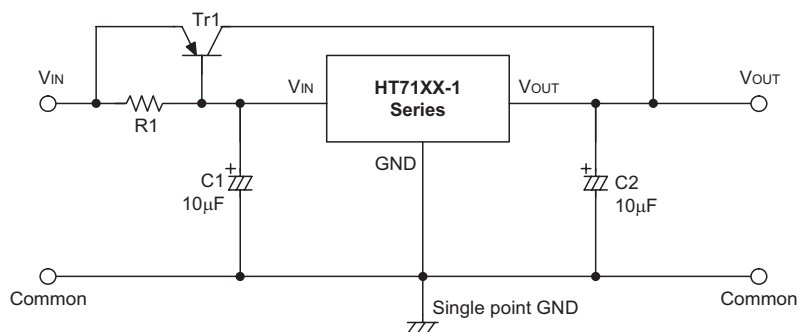 Tr1
VIN
R1
VIN
HT71XX-1
Series
VOUT
VOUT
GND
C1
10μF
C2
10μF
Common
Single point GND
Common